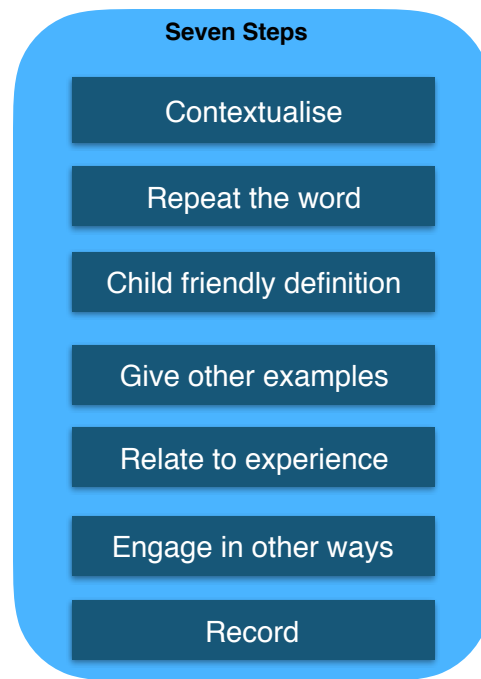 Seven Steps
Contextualise
Repeat the word
Child friendly definition
Give other examples
Relate to experience
Engage in other ways
Record